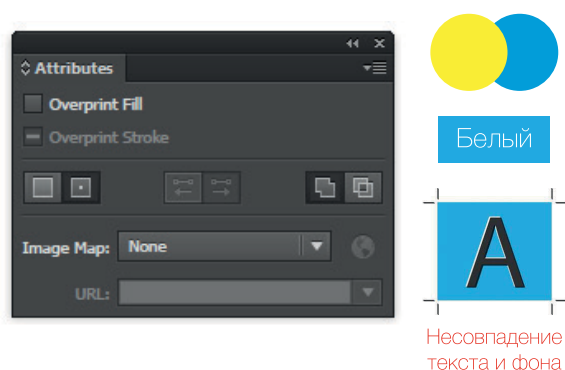 Attributes
Overprint Fill
Overprint Stroke
Image Map: None
URL:
Белый
А
Несовпадение
текста и фона